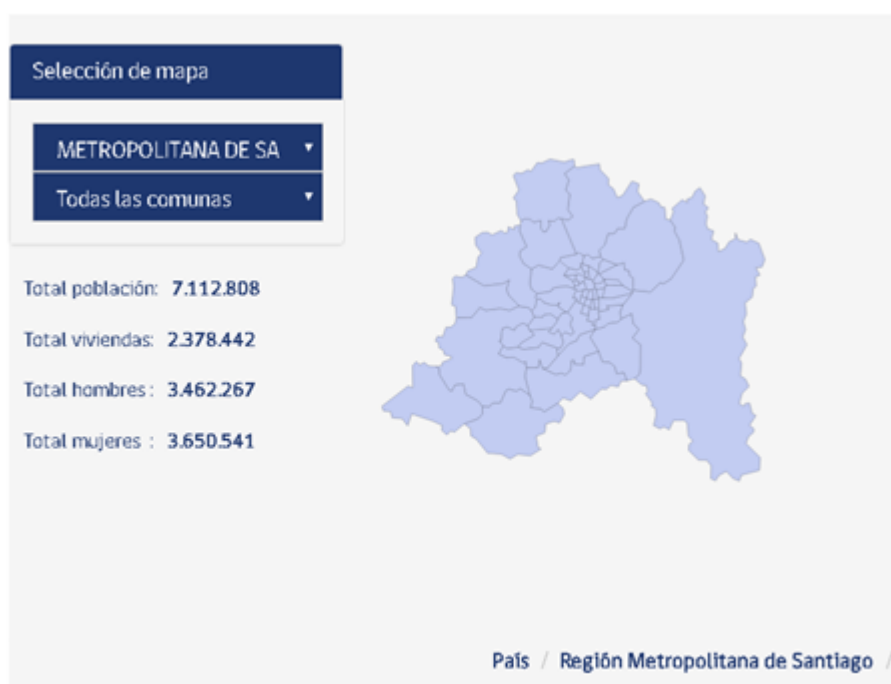 Selección de mapa
METROPOLITANA DE SA
Todas las comunas
Total población: 7.112.808
Total viviendas: 2.378.442
Total hombres : 3.462.267
Total mujeres : 3.650.541
País / Región Metropolitana de Santiago /